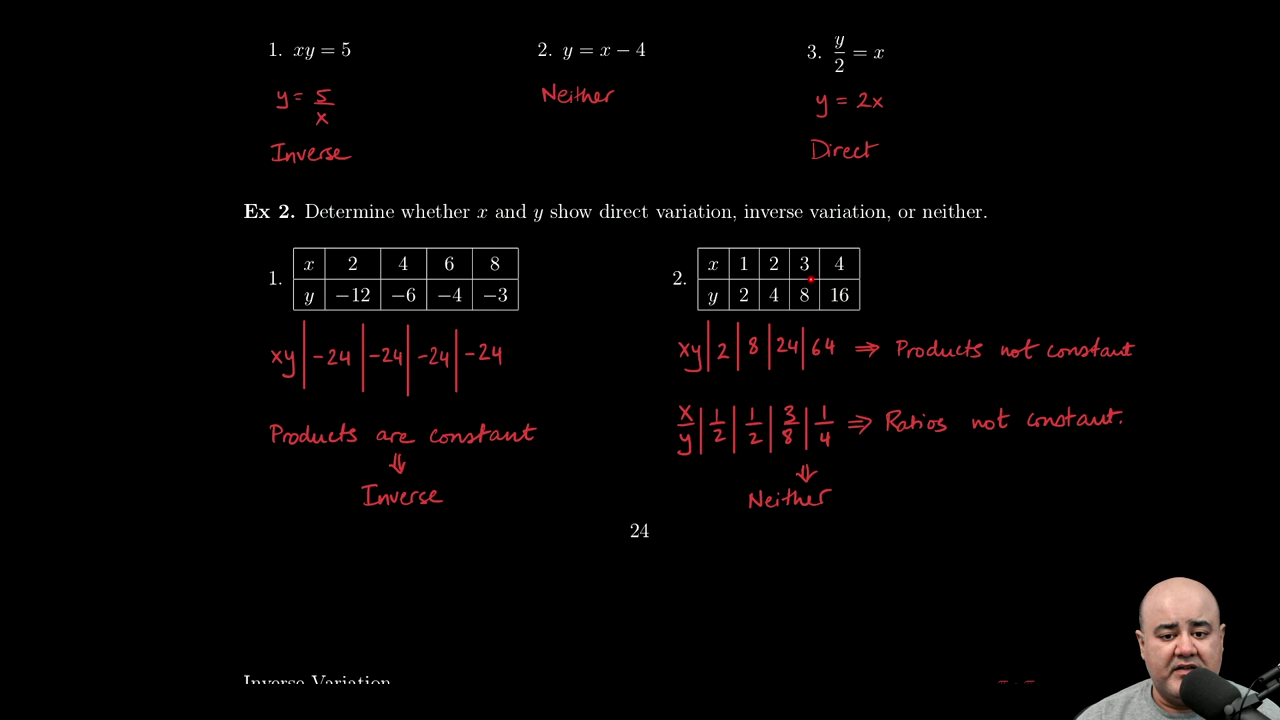 1. xy = 5
2. y = x − 4
3. y/2 = x
y = 5/x
Neither
y = 2x
Inverse
Direct
Ex 2. Determine whether x and y show direct variation, inverse variation, or neither.
1.
x 2 4 6 8
y −12 −6 −4 −3
2.
x 1 2 3 4
y 2 4 8 16
xy | -24 | -24 | -24 | -24
Products are constant
⇓
Inverse
xy | 2 | 8 | 24 | 64 ⇒ Products not constant
x/y | 1/2 | 1/2 | 3/8 | 1/4 ⇒ Ratios not constant.
⇓
Neither
24
Inverse Variation